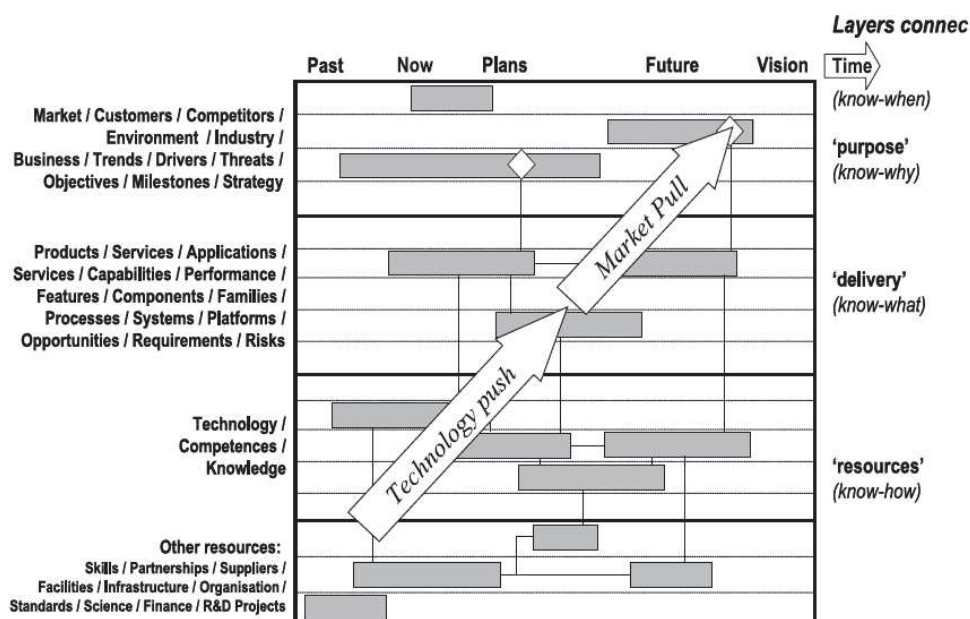 Layers connec
Past Now Plans Future Vision
Time
(know-when)
Market / Customers / Competitors /
Environment / Industry /
Business / Trends / Drivers / Threats /
Objectives / Milestones / Strategy
'purpose'
(know-why)
Market Pull
Products / Services / Applications /
Services / Capabilities / Performance /
Features / Components / Families /
Processes / Systems / Platforms /
Opportunities / Requirements / Risks
'delivery'
(know-what)
Technology push
Technology /
Competences /
Knowledge
'resources'
(know-how)
Other resources:
Skills / Partnerships / Suppliers /
Facilities / Infrastructure / Organisation /
Standards / Science / Finance / R&D Projects